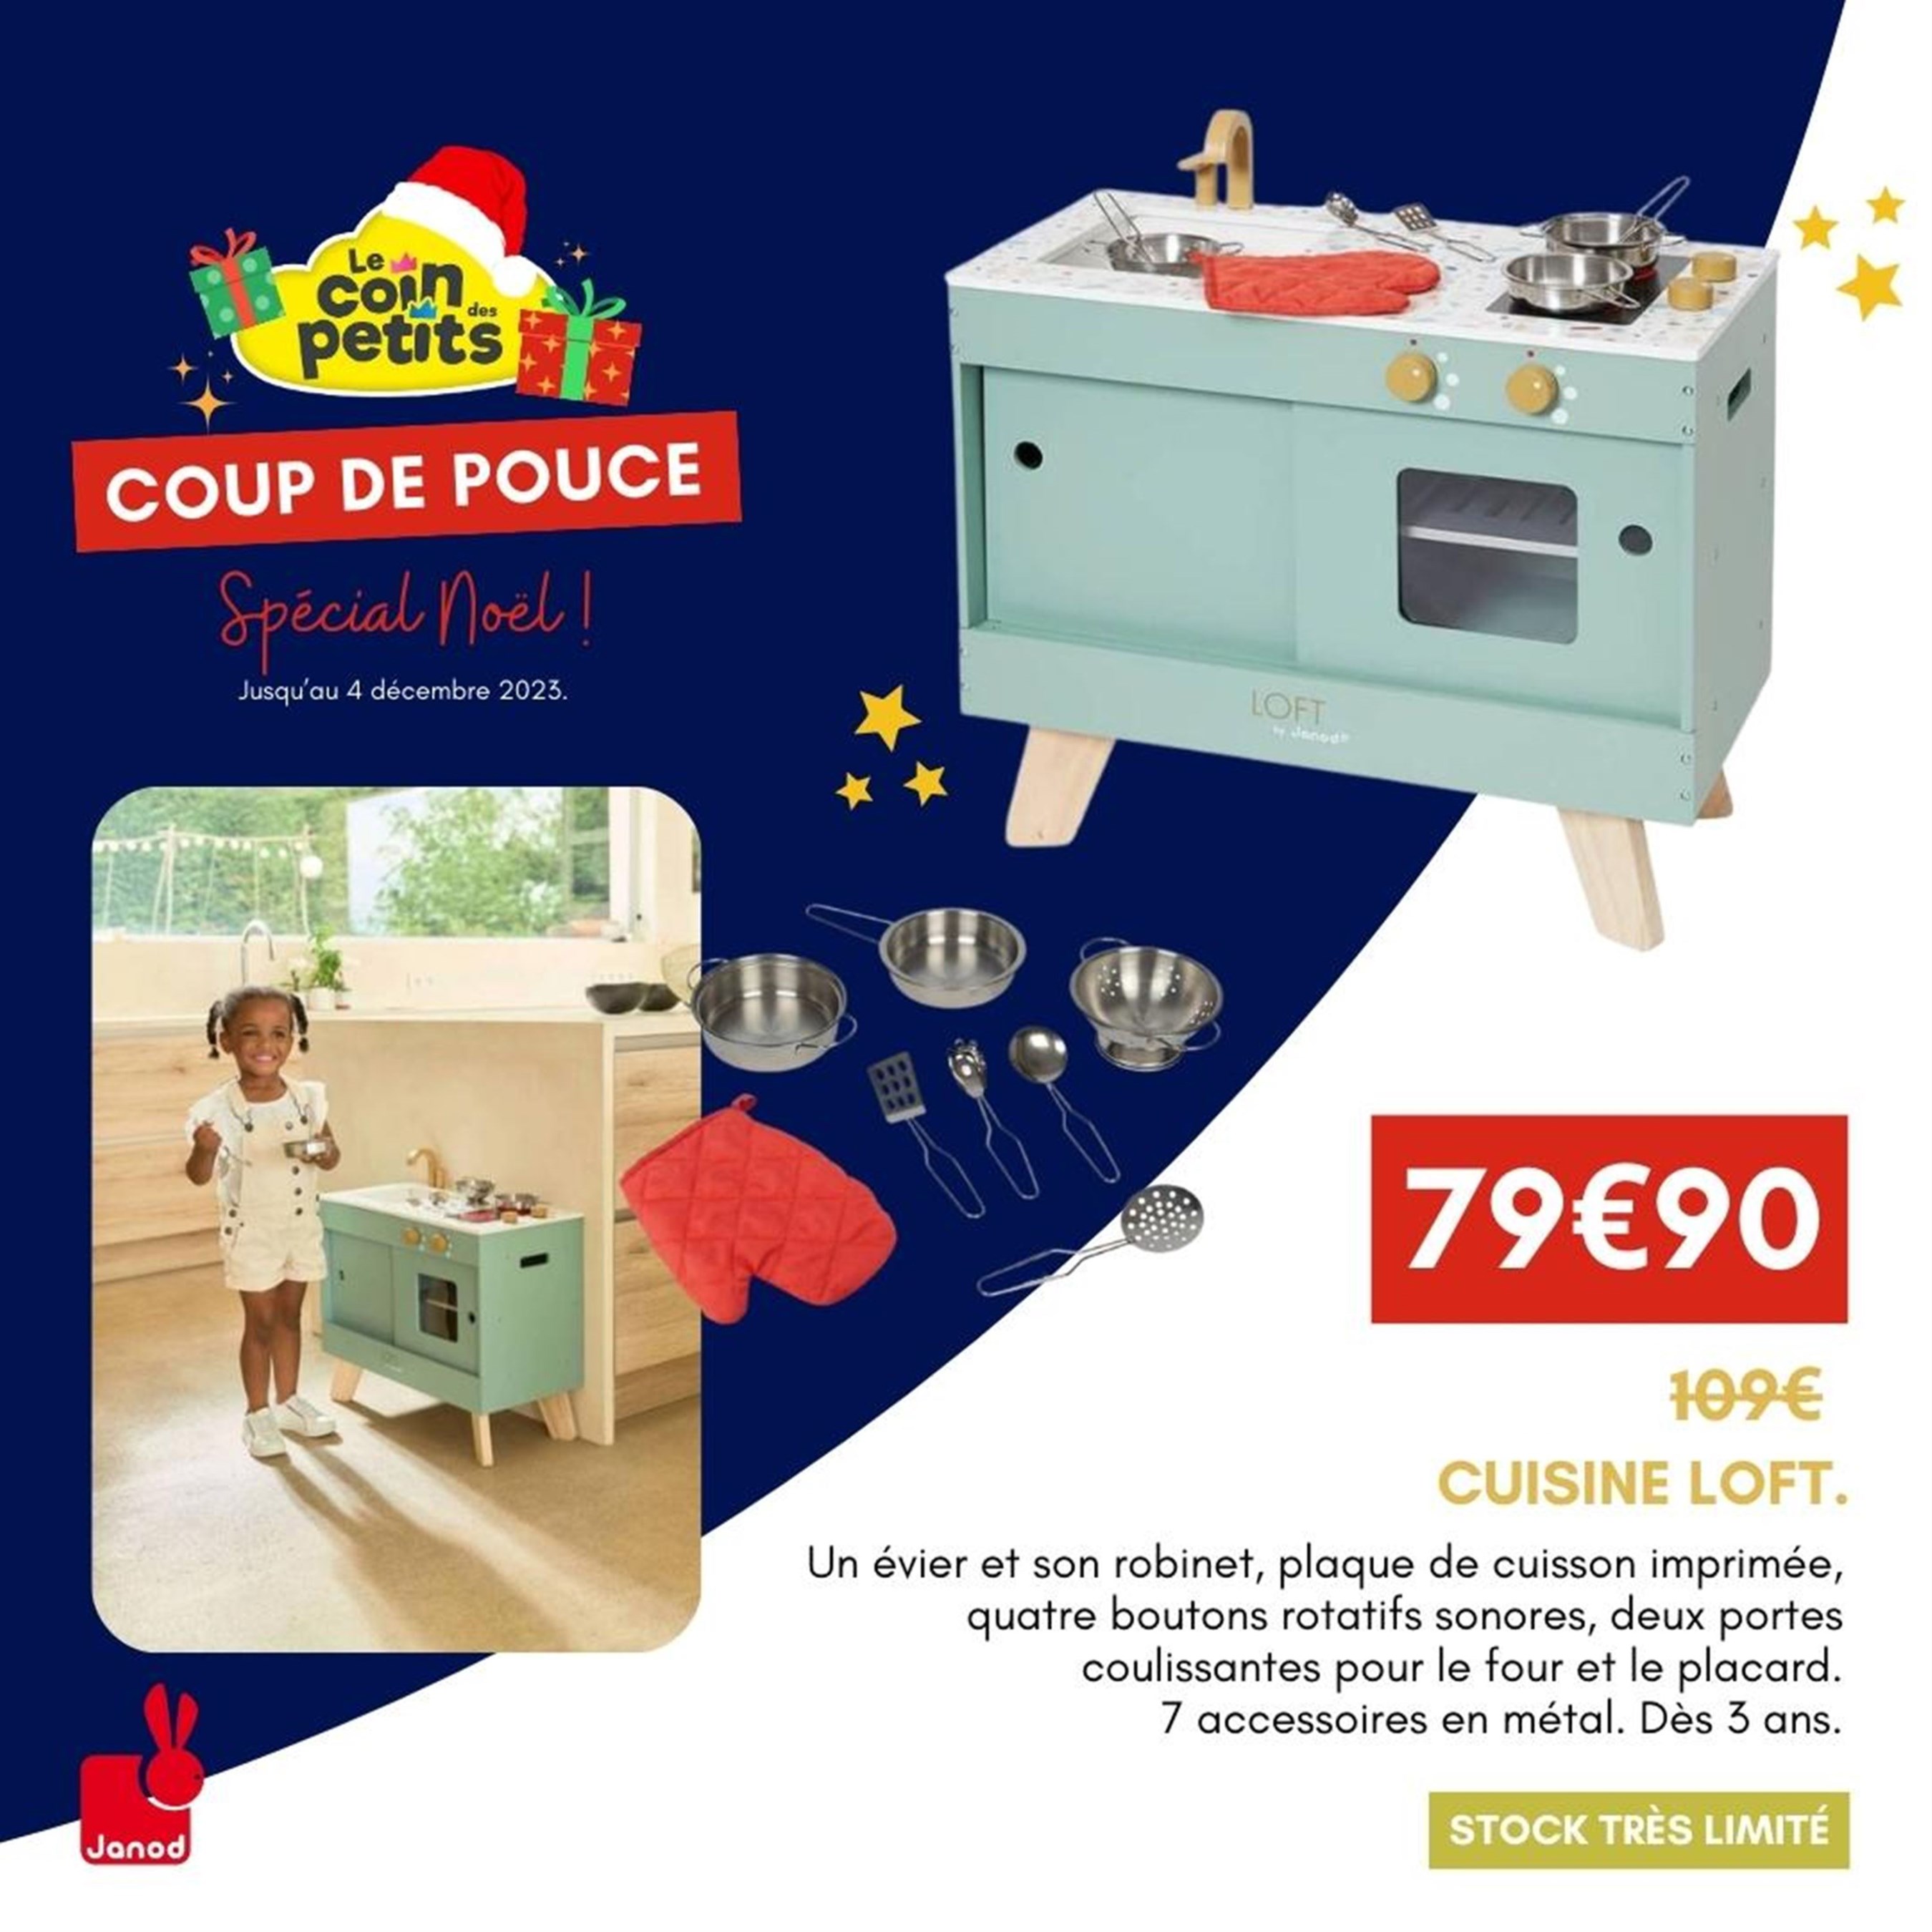 Le
coin
des
petits
COUP DE POUCE
Spécial Noël !
Jusqu'au 4 décembre 2023.
LOFT
by Janod®
79€90
109€
CUISINE LOFT.
Un évier et son robinet, plaque de cuisson imprimée,
quatre boutons rotatifs sonores, deux portes
coulissantes pour le four et le placard.
7 accessoires en métal. Dès 3 ans.
STOCK TRÈS LIMITÉ
Janod